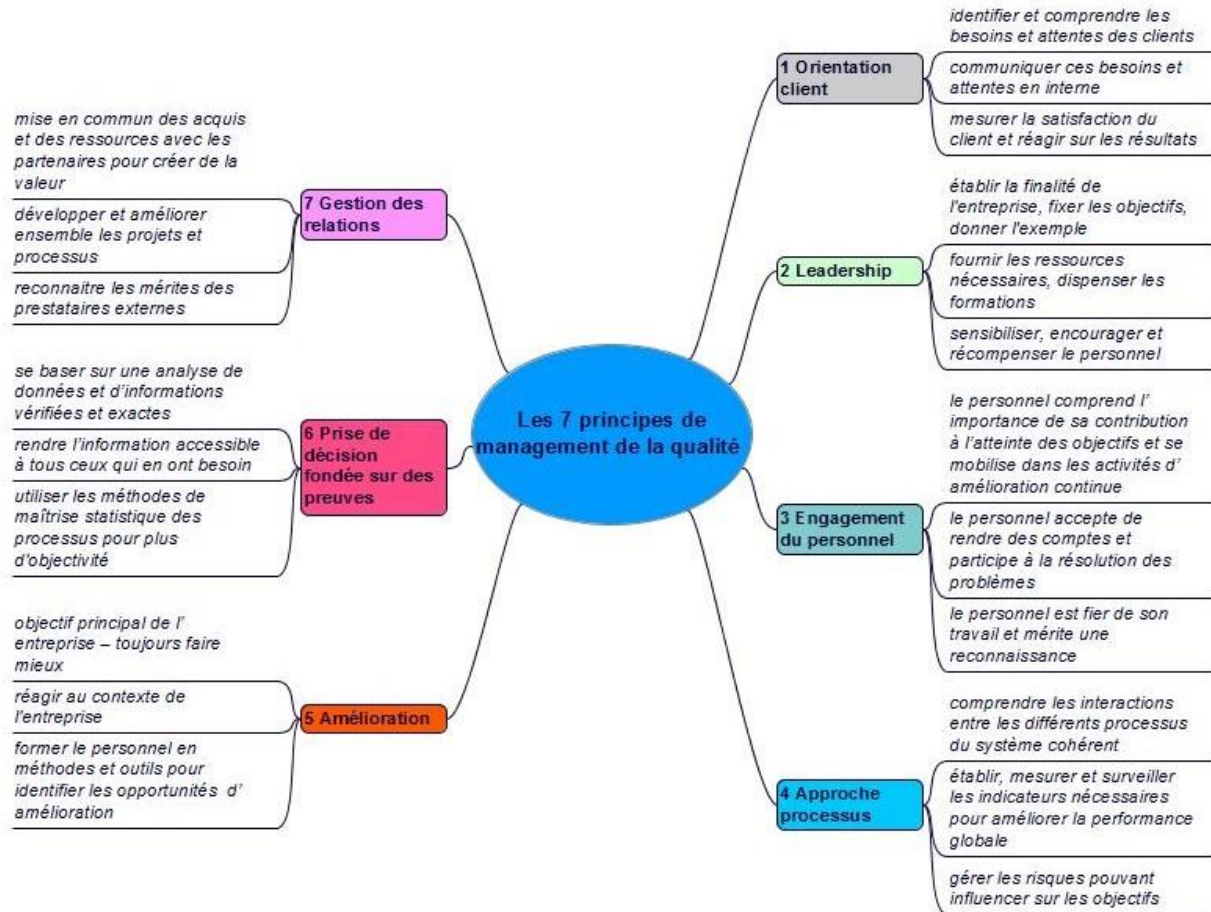 Les 7 principes de
management de la qualité
1 Orientation
client
identifier et comprendre les
besoins et attentes des clients
communiquer ces besoins et
attentes en interne
mesurer la satisfaction du
client et réagir sur les résultats
2 Leadership
établir la finalité de
l'entreprise, fixer les objectifs,
donner l'exemple
fournir les ressources
nécessaires, dispenser les
formations
sensibiliser, encourager et
récompenser le personnel
3 Engagement
du personnel
le personnel comprend l’
importance de sa contribution
à l’atteinte des objectifs et se
mobilise dans les activités d’
amélioration continue
le personnel accepte de
rendre des comptes et
participe à la résolution des
problèmes
le personnel est fier de son
travail et mérite une
reconnaissance
4 Approche
processus
comprendre les interactions
entre les différents processus
du système cohérent
établir, mesurer et surveiller
les indicateurs nécessaires
pour améliorer la performance
globale
gérer les risques pouvant
influencer sur les objectifs
5 Amélioration
objectif principal de l’
entreprise – toujours faire
mieux
réagir au contexte de
l'entreprise
former le personnel en
méthodes et outils pour
identifier les opportunités d’
amélioration
6 Prise de
décision
fondée sur des
preuves
se baser sur une analyse de
données et d’informations
vérifiées et exactes
rendre l’information accessible
à tous ceux qui en ont besoin
utiliser les méthodes de
maîtrise statistique des
processus pour plus
d'objectivité
7 Gestion des
relations
mise en commun des acquis
et des ressources avec les
partenaires pour créer de la
valeur
développer et améliorer
ensemble les projets et
processus
reconnaitre les mérites des
prestataires externes